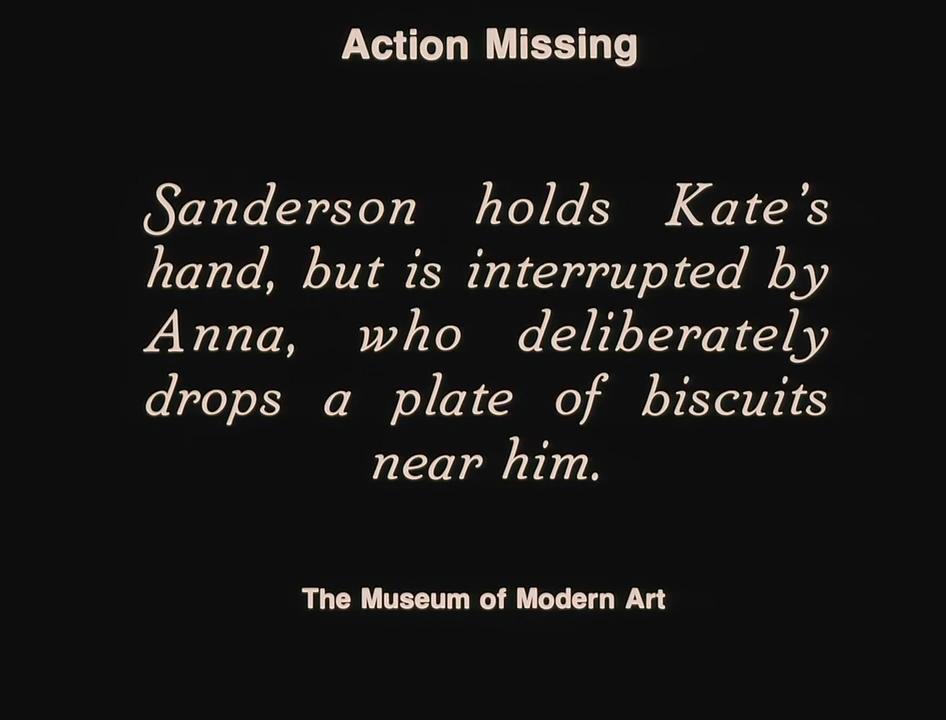 Action Missing
Sanderson holds Kate's
hand, but is interrupted by
Anna, who deliberately
drops a plate of biscuits
near him.
The Museum of Modern Art